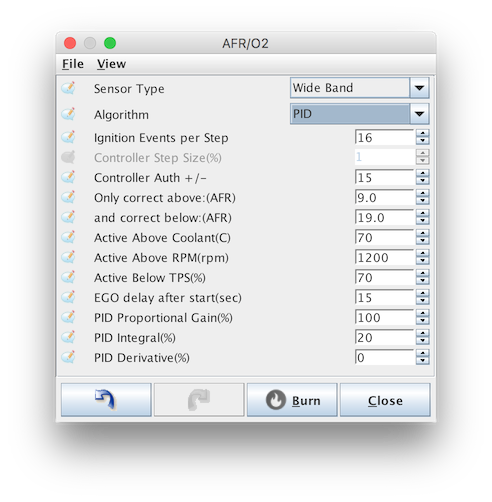 AFR/O2
File View
Sensor Type Wide Band
Algorithm PID
Ignition Events per Step 16
Controller Step Size(%) 1
Controller Auth +/- 15
Only correct above:(AFR) 9.0
and correct below:(AFR) 19.0
Active Above Coolant(C) 70
Active Above RPM(rpm) 1200
Active Below TPS(%) 70
EGO delay after start(sec) 15
PID Proportional Gain(%) 100
PID Integral(%) 20
PID Derivative(%) 0
Burn Close